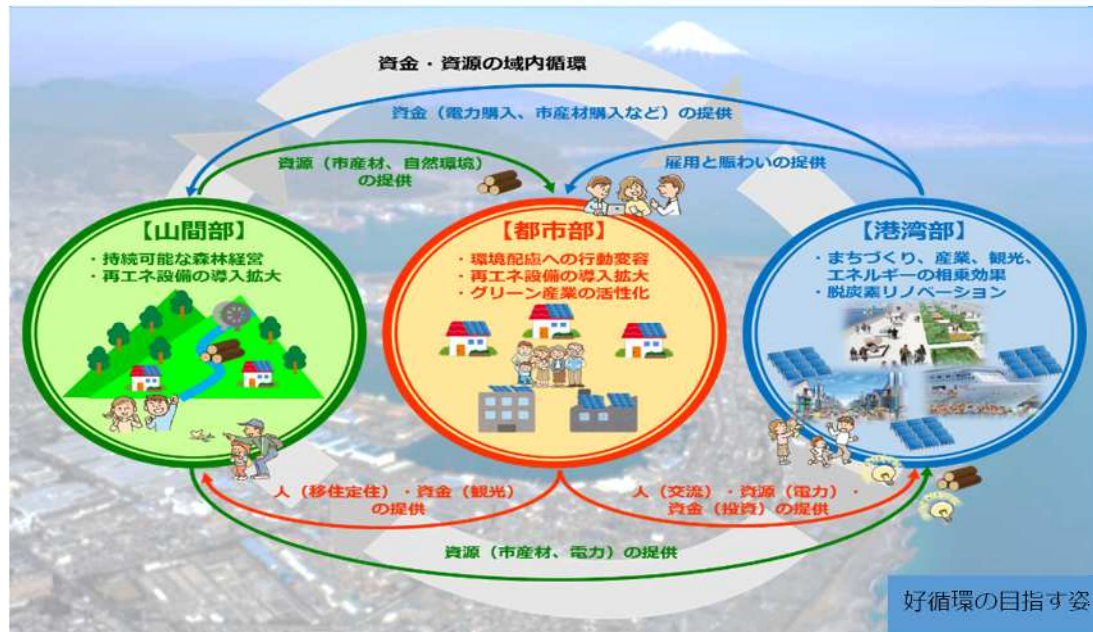 資金・資源の域内循環
資金（電力購入、市産材購入など）の提供
資源（市産材、自然環境）
の提供
雇用と賑わいの提供
【山間部】
・持続可能な森林経営
・再エネ設備の導入拡大
【都市部】
・環境配慮への行動変容
・再エネ設備の導入拡大
・グリーン産業の活性化
【港湾部】
・まちづくり、産業、観光、
エネルギーの相乗効果
・脱炭素リノベーション
人（移住定住）・資金（観光）
の提供
人（交流）・資源（電力）・
資金（投資）の提供
資源（市産材、電力）の提供
好循環の目指す姿